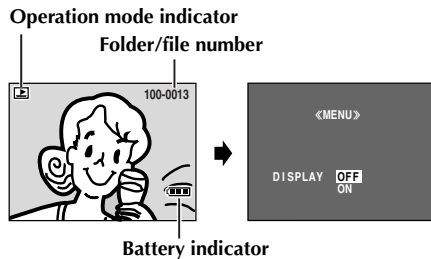 Operation mode indicator
Folder/file number
100-0013
《MENU》
DISPLAY OFF
ON
Battery indicator